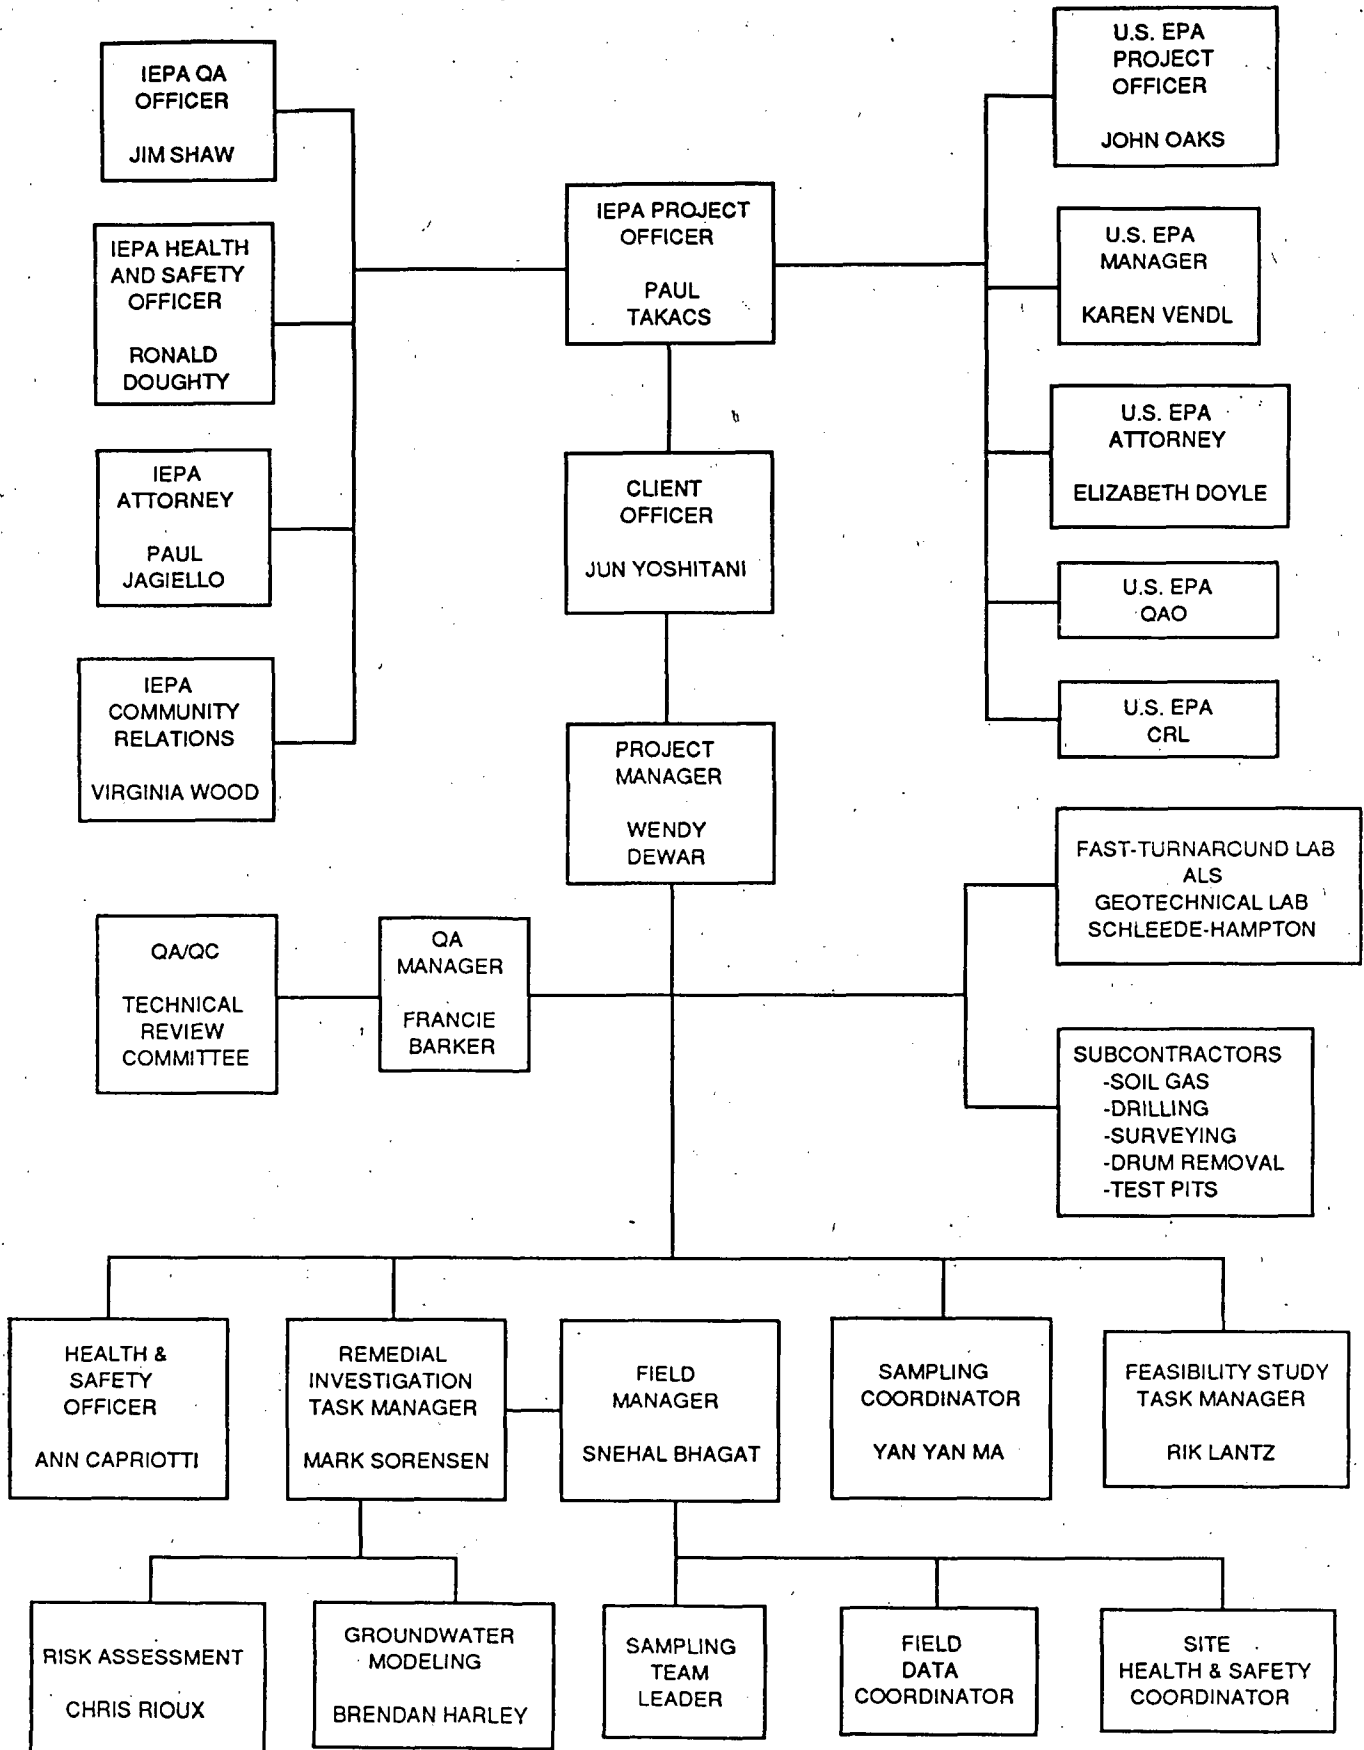 IEPA QA
OFFICER
JIM SHAW
U.S. EPA
PROJECT
OFFICER
JOHN OAKS
IEPA PROJECT
OFFICER
PAUL
TAKACS
IEPA HEALTH
AND SAFETY
OFFICER
RONALD
DOUGHTY
U.S. EPA
MANAGER
KAREN VENDL
IEPA
ATTORNEY
PAUL
JAGIELLO
CLIENT
OFFICER
JUN YOSHITANI
U.S. EPA
ATTORNEY
ELIZABETH DOYLE
U.S. EPA
QAO
IEPA
COMMUNITY
RELATIONS
VIRGINIA WOOD
U.S. EPA
CRL
PROJECT
MANAGER
WENDY
DEWAR
FAST-TURNAROUND LAB
ALS
GEOTECHNICAL LAB
SCHLEEDE-HAMPTON
QA/QC
TECHNICAL
REVIEW
COMMITTEE
QA
MANAGER
FRANCIE
BARKER
SUBCONTRACTORS
-SOIL GAS
-DRILLING
-SURVEYING
-DRUM REMOVAL
-TEST PITS
HEALTH &
SAFETY
OFFICER
ANN CAPRIOTTI
REMEDIAL
INVESTIGATION
TASK MANAGER
MARK SORENSEN
FIELD
MANAGER
SNEHAL BHAGAT
SAMPLING
COORDINATOR
YAN YAN MA
FEASIBILITY STUDY
TASK MANAGER
RIK LANTZ
RISK ASSESSMENT
CHRIS RIOUX
GROUNDWATER
MODELING
BRENDAN HARLEY
SAMPLING
TEAM
LEADER
FIELD
DATA
COORDINATOR
SITE
HEALTH & SAFETY
COORDINATOR